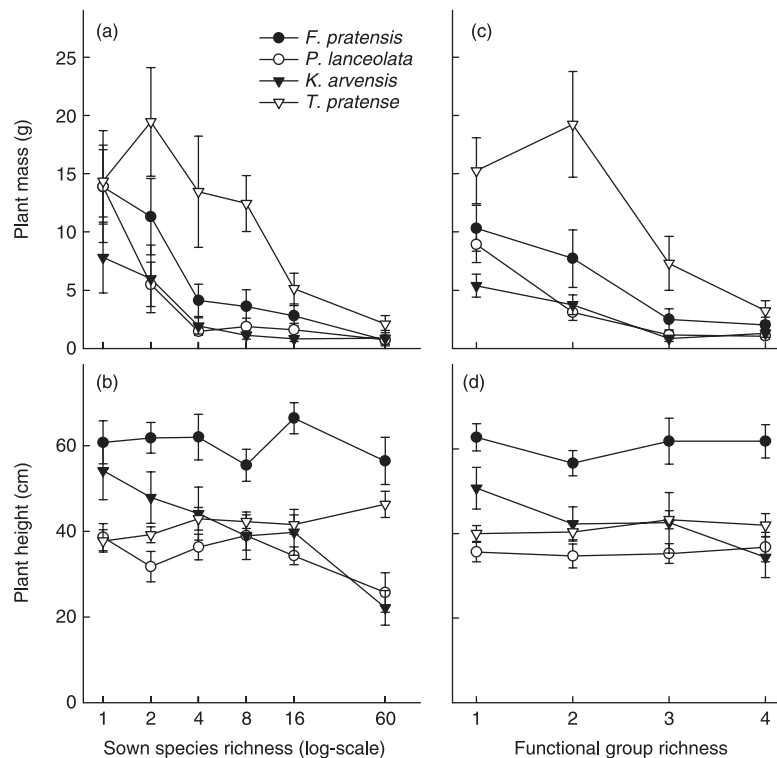 (a)
F. pratensis
P. lanceolata
K. arvensis
T. pratense
(c)
25
20
15
10
5
0
Plant mass (g)
(b)
(d)
60
40
20
0
Plant height (cm)
1 2 4 8 16 60
1 2 3 4
Sown species richness (log-scale)
Functional group richness